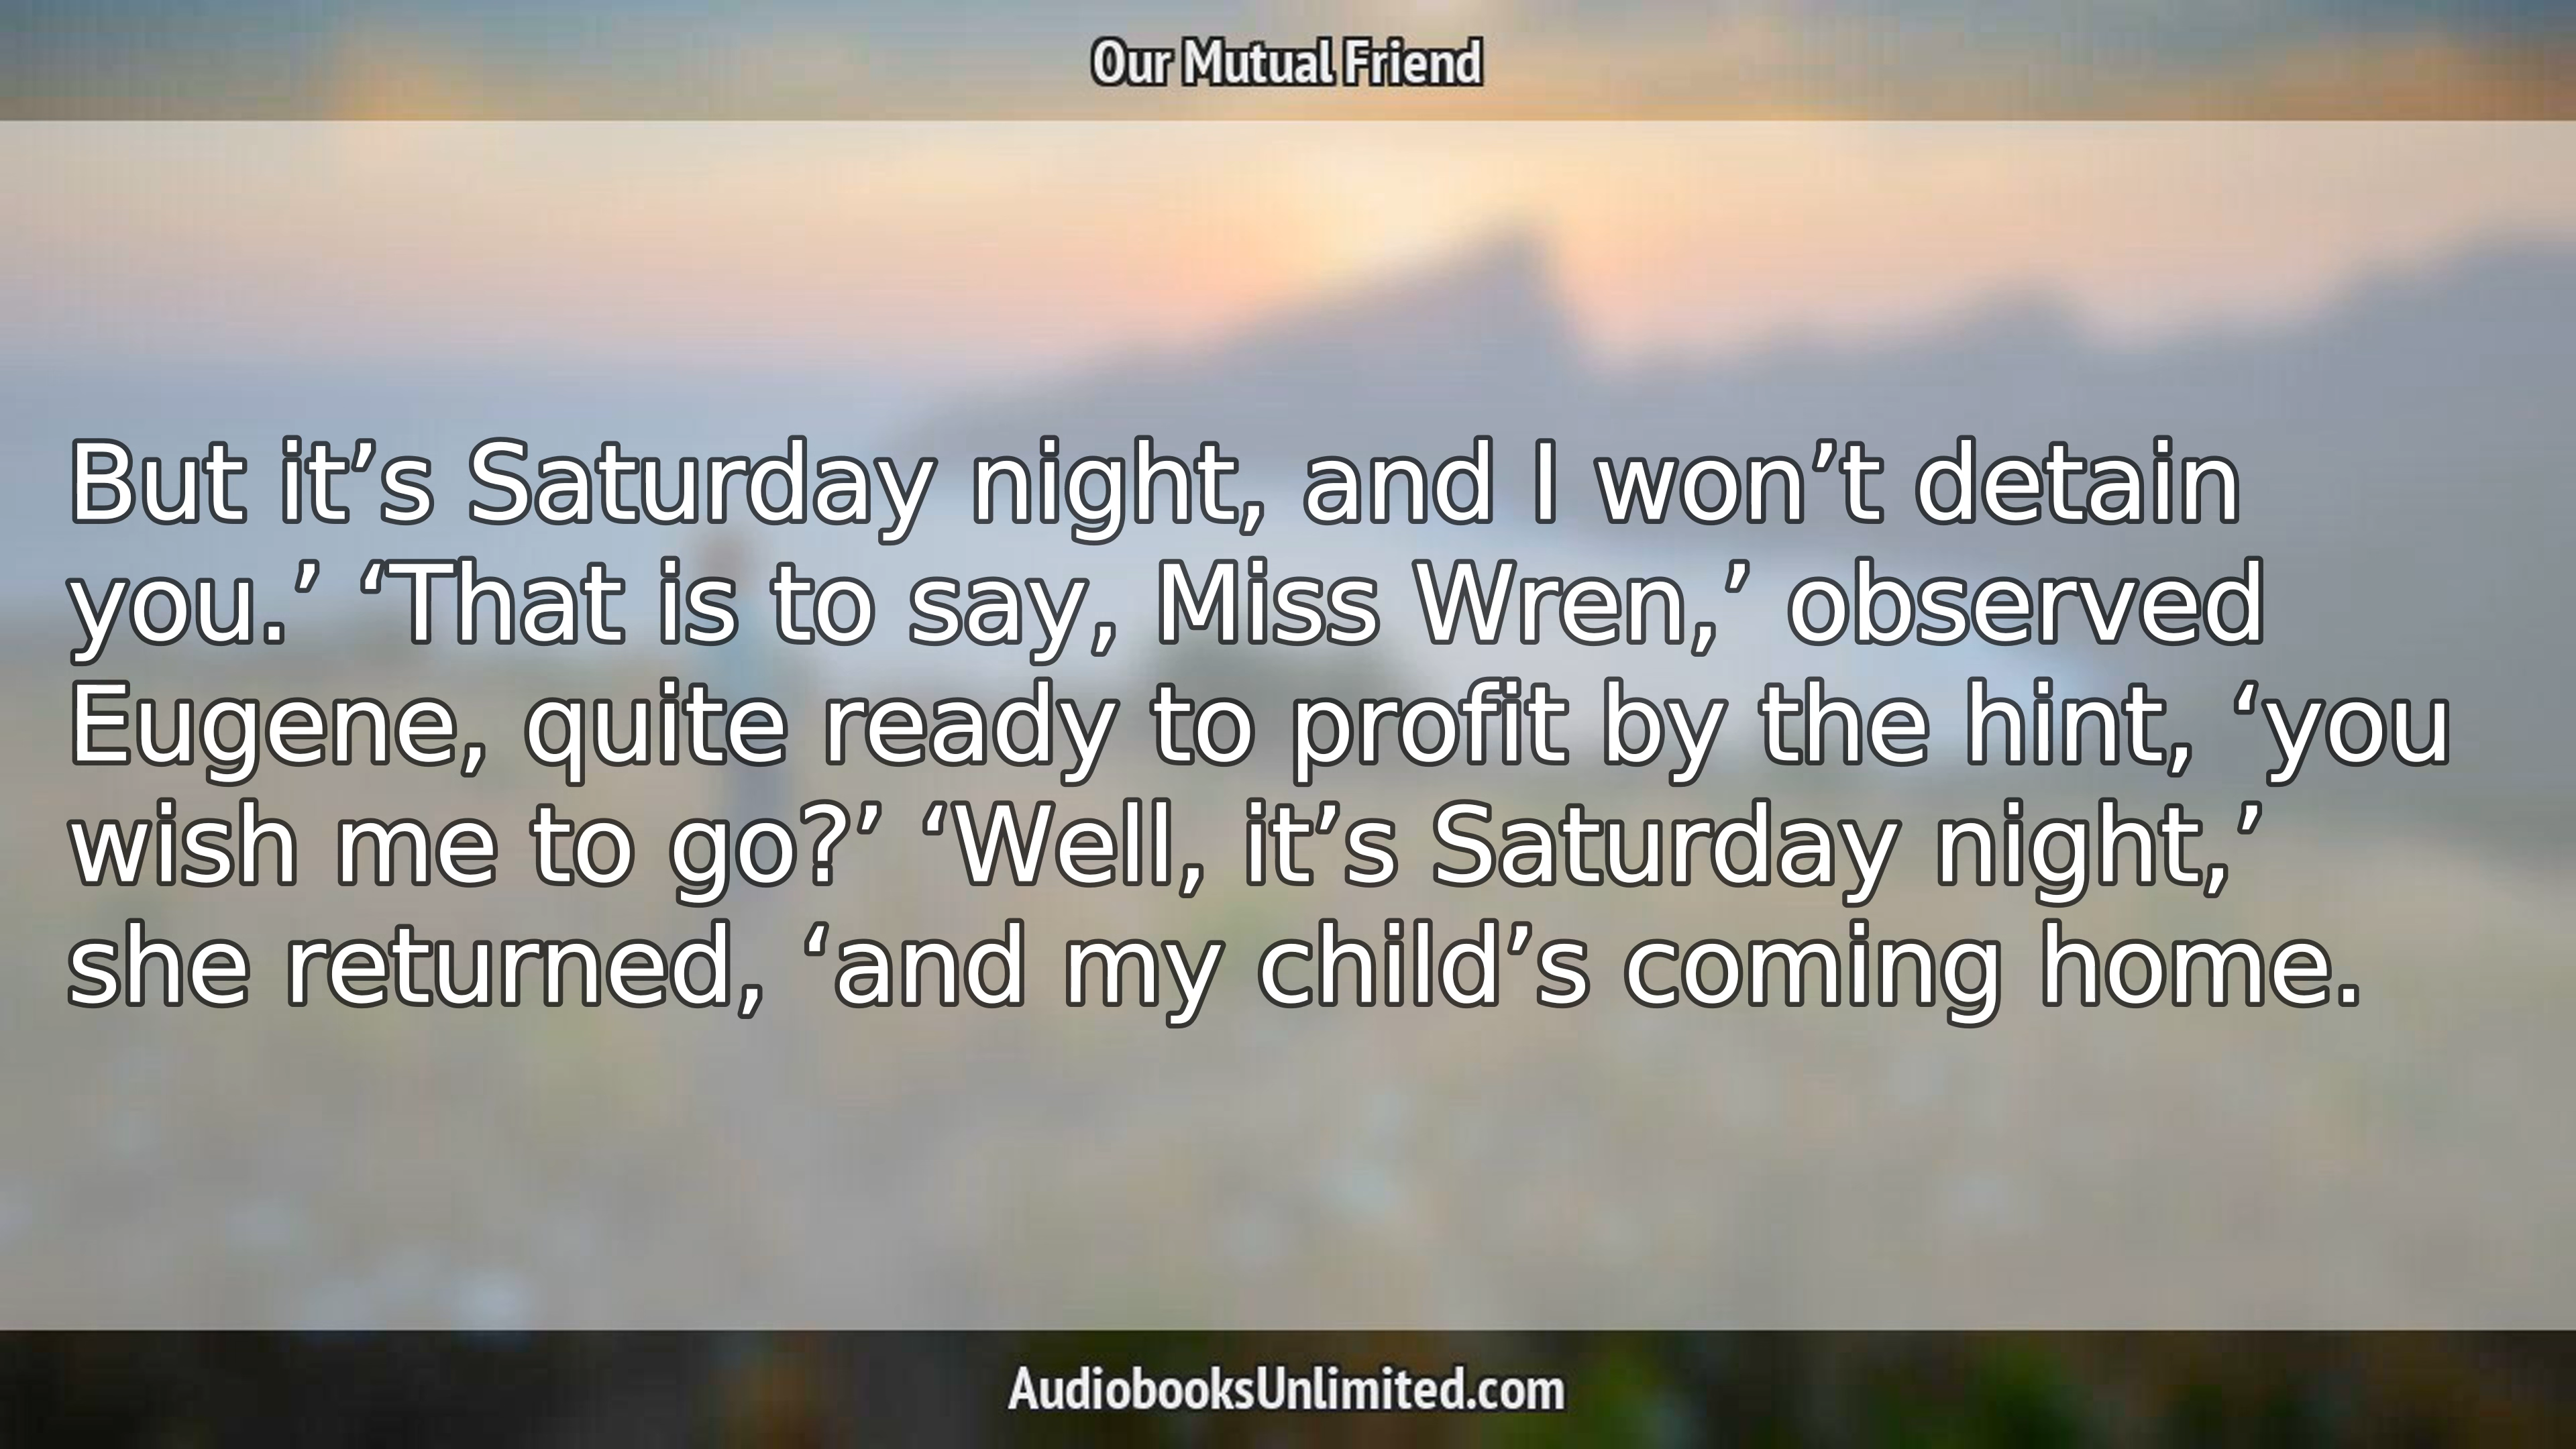 Our Mutual Friend
But it’s Saturday night, and I won’t detain
you.’ ‘That is to say, Miss Wren,’ observed
Eugene, quite ready to profit by the hint, ‘you
wish me to go?’ ‘Well, it’s Saturday night,’
she returned, ‘and my child’s coming home.
AudiobooksUnlimited.com